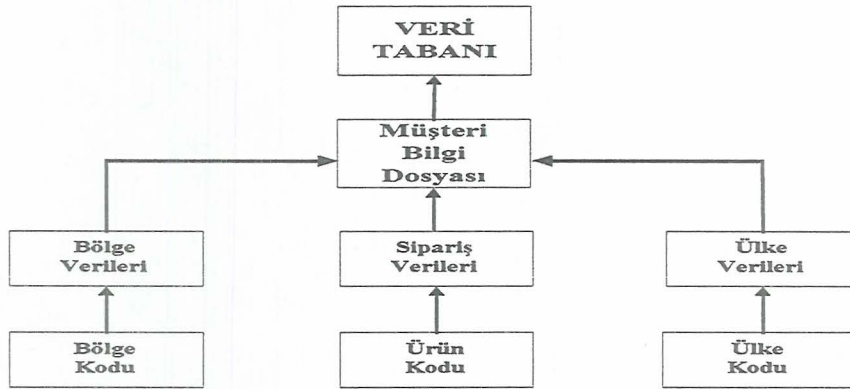 VERİ
TABANI
Müşteri
Bilgi
Dosyası
Bölge
Verileri
Sipariş
Verileri
Ülke
Verileri
Bölge
Kodu
Ürün
Kodu
Ülke
Kodu